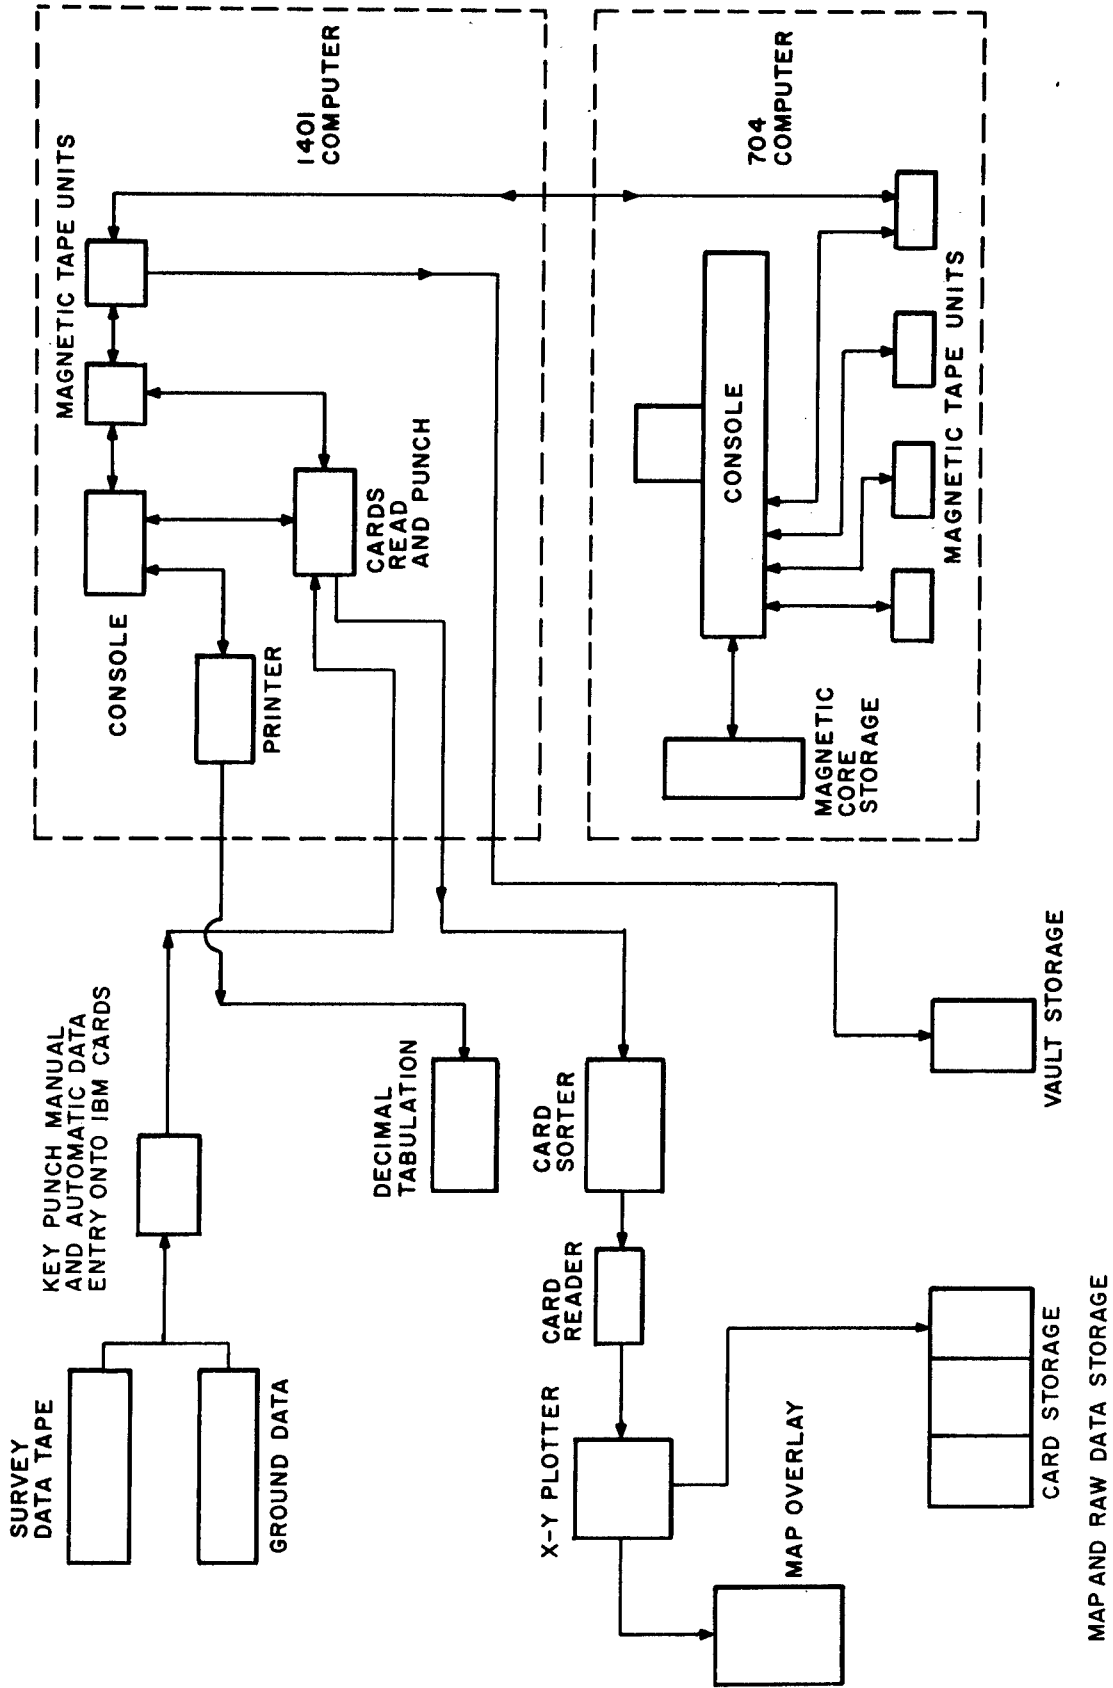 SURVEY
DATA TAPE
GROUND DATA
KEY PUNCH MANUAL
AND AUTOMATIC DATA
ENTRY ONTO IBM CARDS
MAGNETIC TAPE UNITS
CONSOLE
PRINTER
CARDS
READ
AND PUNCH
1401
COMPUTER
DECIMAL
TABULATION
CARD
SORTER
CARD
READER
X-Y PLOTTER
MAP OVERLAY
704
COMPUTER
CONSOLE
MAGNETIC
CORE
STORAGE
MAGNETIC TAPE UNITS
VAULT STORAGE
CARD STORAGE
MAP AND RAW DATA STORAGE